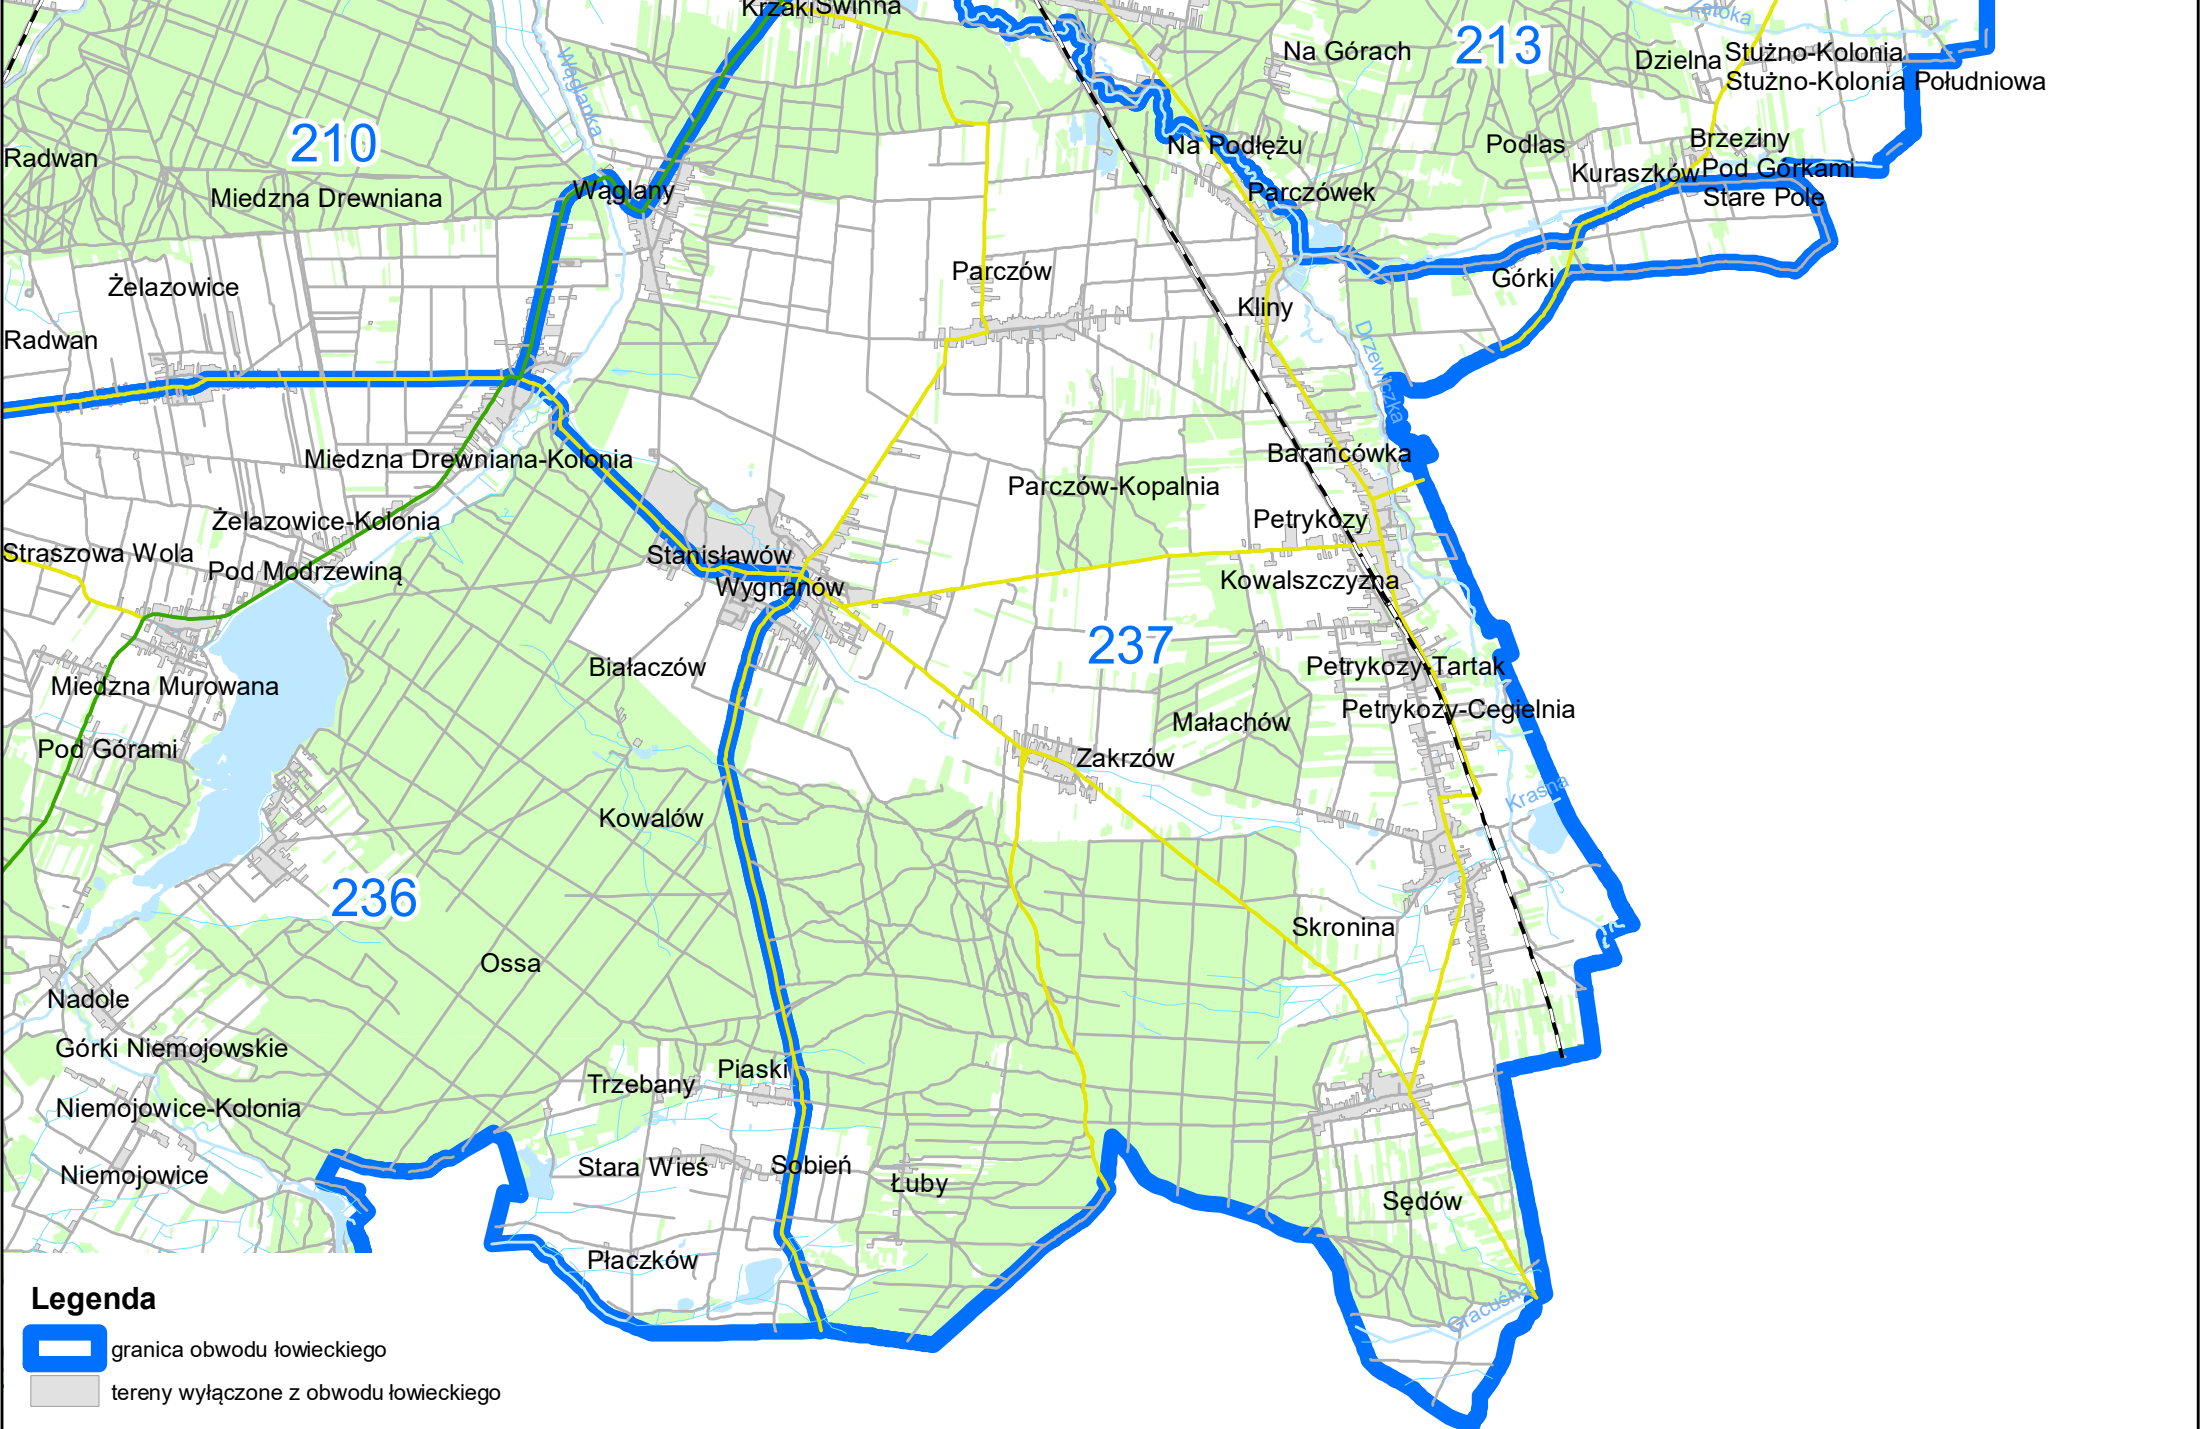 Krzaki
Świnna
Zatoka
213
Na Górach
Dzielna
Stużno-Kolonia
Stużno-Kolonia Południowa
Wąglanka
210
Radwan
Miedzna Drewniana
Wąglany
Na Podłężu
Podlas
Brzeziny
Kuraszków
Pod Górkami
Stare Pole
Parczówek
Żelazowice
Parczów
Górki
Kliny
Radwan
Drzewiczka
Miedzna Drewniana-Kolonia
Barańcówka
Parczów-Kopalnia
Żelazowice-Kolonia
Petrykozy
Straszowa Wola
Stanisławów
Pod Modrzewiną
Wygnanów
Kowalszczyzna
237
Białaczów
Petrykozy-Tartak
Miedzna Murowana
Petrykozy-Cegielnia
Małachów
Pod Górami
Zakrzów
Krasna
Kowalów
236
Skronina
Ossa
Nadole
Górki Niemojowskie
Piaski
Trzebany
Niemojowice-Kolonia
Stara Wieś
Sobień
Niemojowice
Łuby
Sędów
Płaczków
Gracuśna
Legenda
granica obwodu łowieckiego
tereny wyłączone z obwodu łowieckiego